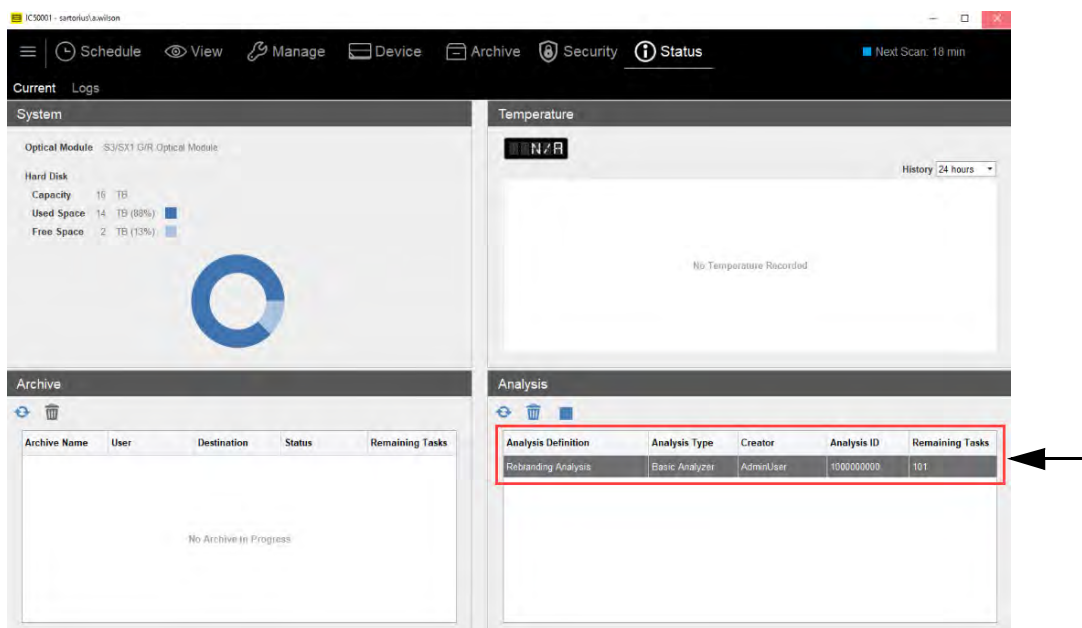 IC50001 - sartorius\a.wilson
Schedule View Manage Device Archive Security Status Next Scan: 18 min
Current Logs
System
Optical Module S3/SX1 G/R Optical Module
Hard Disk
Capacity 16 TB
Used Space 14 TB (88%)
Free Space 2 TB (13%)
Temperature
N/A
History 24 hours
No Temperature Recorded
Archive
Archive Name User Destination Status Remaining Tasks
No Archive In Progress
Analysis
Analysis Definition Analysis Type Creator Analysis ID Remaining Tasks
Rebranding Analysis Basic Analyzer AdminUser 1000000000 101